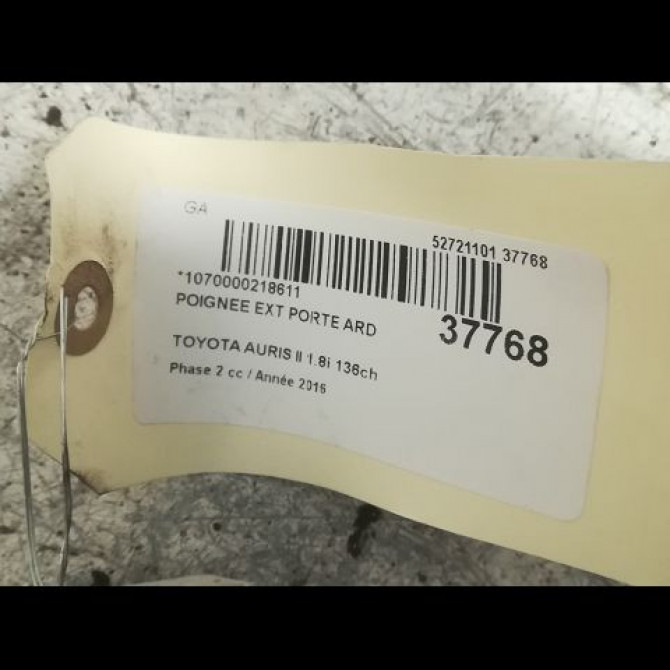 GA
52721101 37768
*1070000218611
POIGNEE EXT PORTE ARD
37768
TOYOTA AURIS II 1.8i 136ch
Phase 2 cc / Année 2016